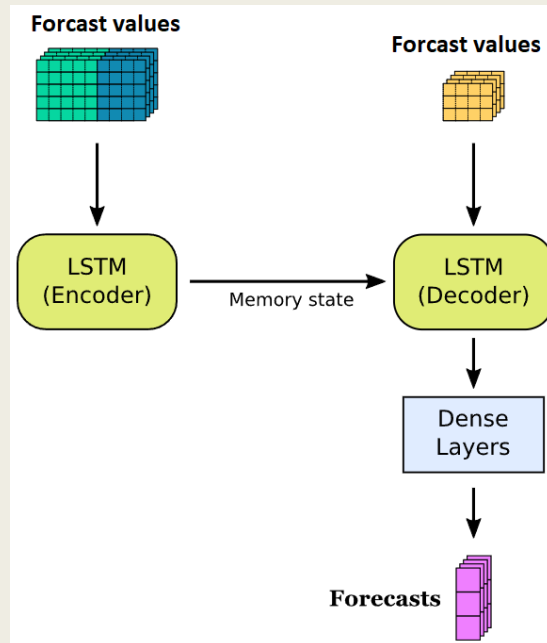 Forcast values
Forcast values
LSTM
(Encoder)
Memory state
LSTM
(Decoder)
Dense
Layers
Forecasts